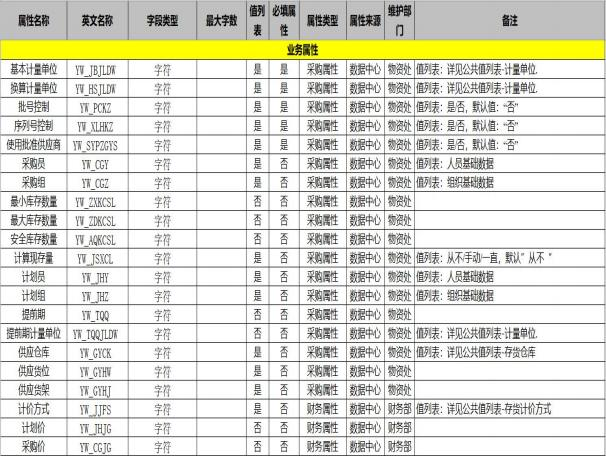 属性名称 英文名称 字段类型 最大字数 值列表 必填属性 属性类型 属性来源 维护部门 备注
业务属性
基本计量单位 YW_JBJLDW 字符 是 是 采购属性 数据中心 物资处 值列表：详见公共值列表-计量单位.
换算计量单位 YW_HSJLDW 字符 是 是 采购属性 数据中心 物资处 值列表：详见公共值列表-计量单位.
批号控制 YW_PCKZ 字符 是 是 采购属性 数据中心 物资处 值列表：是/否，默认值：“否”
序列号控制 YW_XLHKZ 字符 是 是 采购属性 数据中心 物资处 值列表：是/否，默认值：“否”
使用批准供应商 YW_SYPZGYS 字符 是 是 采购属性 数据中心 物资处 值列表：是/否，默认值：“否”
采购员 YW_CGY 字符 是 否 采购属性 数据中心 物资处 值列表：人员基础数据
采购组 YW_CGZ 字符 是 否 采购属性 数据中心 物资处 值列表：组织基础数据
最小库存数量 YW_ZXKCSL 字符 否 否 采购属性 数据中心 物资处
最大库存数量 YW_ZDKCSL 字符 否 否 采购属性 数据中心 物资处
安全库存数量 YW_AQKCSL 字符 否 否 采购属性 数据中心 物资处
计算现存量 YW_JSXCL 字符 是 否 采购属性 数据中心 物资处 值列表：从不/手动/一直，默认”从不 “
计划员 YW_JHY 字符 是 否 采购属性 数据中心 物资处 值列表：人员基础数据
计划组 YW_JHZ 字符 是 否 采购属性 数据中心 物资处 值列表：组织基础数据
提前期 YW_TQQ 字符 否 否 采购属性 数据中心 物资处
提前期计量单位 YW_TQQJLDW 字符 否 否 采购属性 数据中心 物资处 值列表：详见公共值列表-计量单位.
供应仓库 YW_GYCK 字符 是 否 采购属性 数据中心 物资处 值列表：详见公共值列表-存货仓库
供应货位 YW_GYHW 字符 是 否 采购属性 数据中心 物资处
供应货架 YW_GYHJ 字符 是 否 采购属性 数据中心 物资处
计价方式 YW_JJFS 字符 是 否 财务属性 数据中心 财务部 值列表：详见公共值列表-存货计价方式
计划价 YW_JHJG 字符 否 否 财务属性 数据中心 财务部
采购价 YW_CGJG 字符 否 否 财务属性 数据中心 财务部